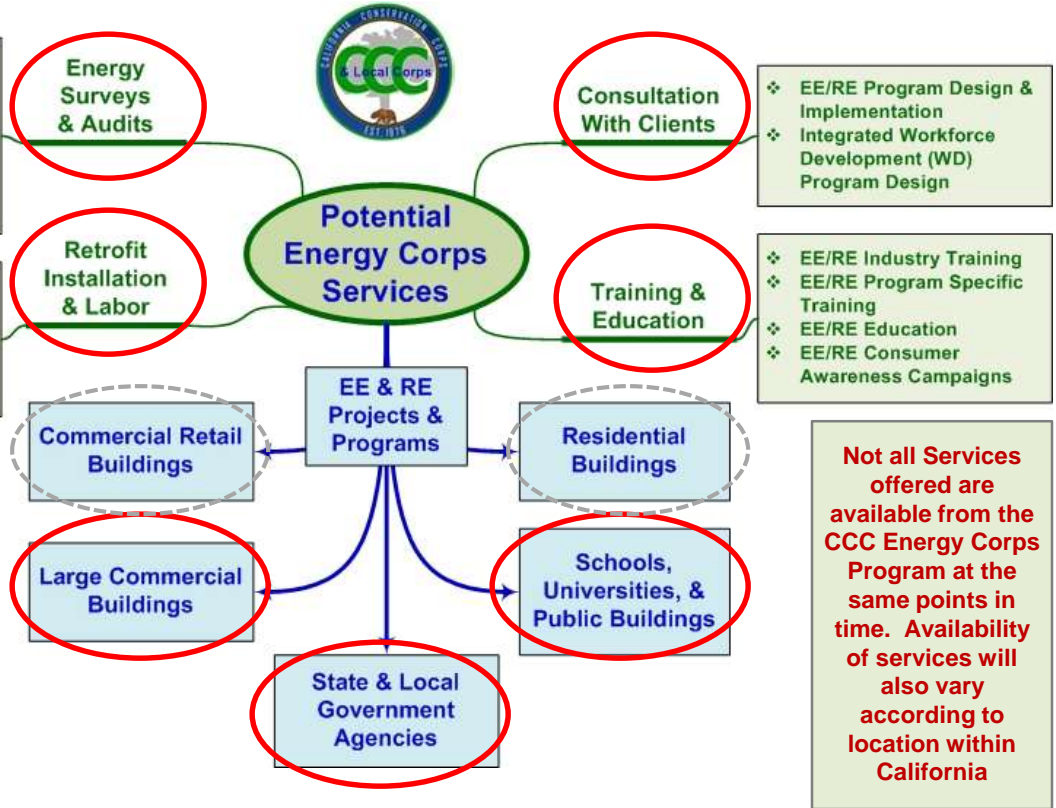 CALIFORNIA CONSERVATION CORPS
CCC
& Local Corps
EST. 1976
Energy
Surveys
& Audits
Consultation
With Clients
❖ EE/RE Program Design &
Implementation
❖ Integrated Workforce
Development (WD)
Program Design
Potential
Energy Corps
Services
Retrofit
Installation
& Labor
Training &
Education
❖ EE/RE Industry Training
❖ EE/RE Program Specific
Training
❖ EE/RE Education
❖ EE/RE Consumer
Awareness Campaigns
EE & RE
Projects &
Programs
Commercial Retail
Buildings
Residential
Buildings
Large Commercial
Buildings
Schools,
Universities, &
Public Buildings
State & Local
Government
Agencies
Not all Services
offered are
available from the
CCC Energy Corps
Program at the
same points in
time.  Availability
of services will
also vary
according to
location within
California